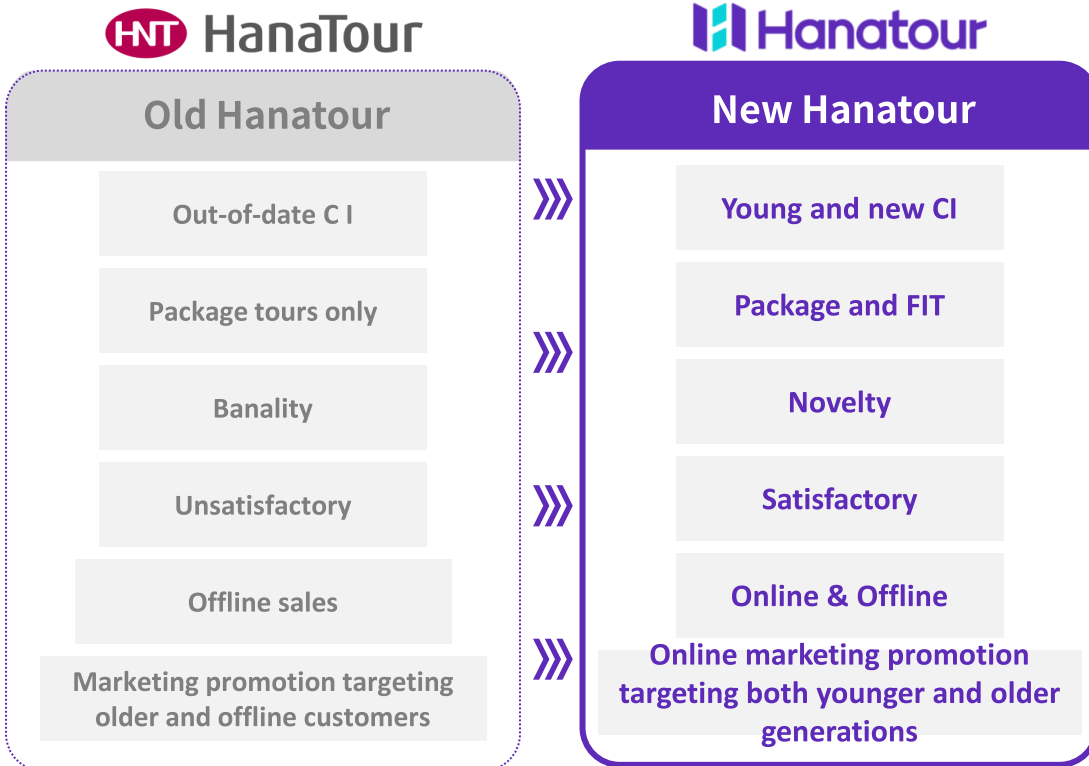 HNT HanaTour
Hanatour
Old Hanatour
Out-of-date C I
Package tours only
Banality
Unsatisfactory
Offline sales
Marketing promotion targeting
older and offline customers
New Hanatour
Young and new CI
Package and FIT
Novelty
Satisfactory
Online & Offline
Online marketing promotion
targeting both younger and older
generations